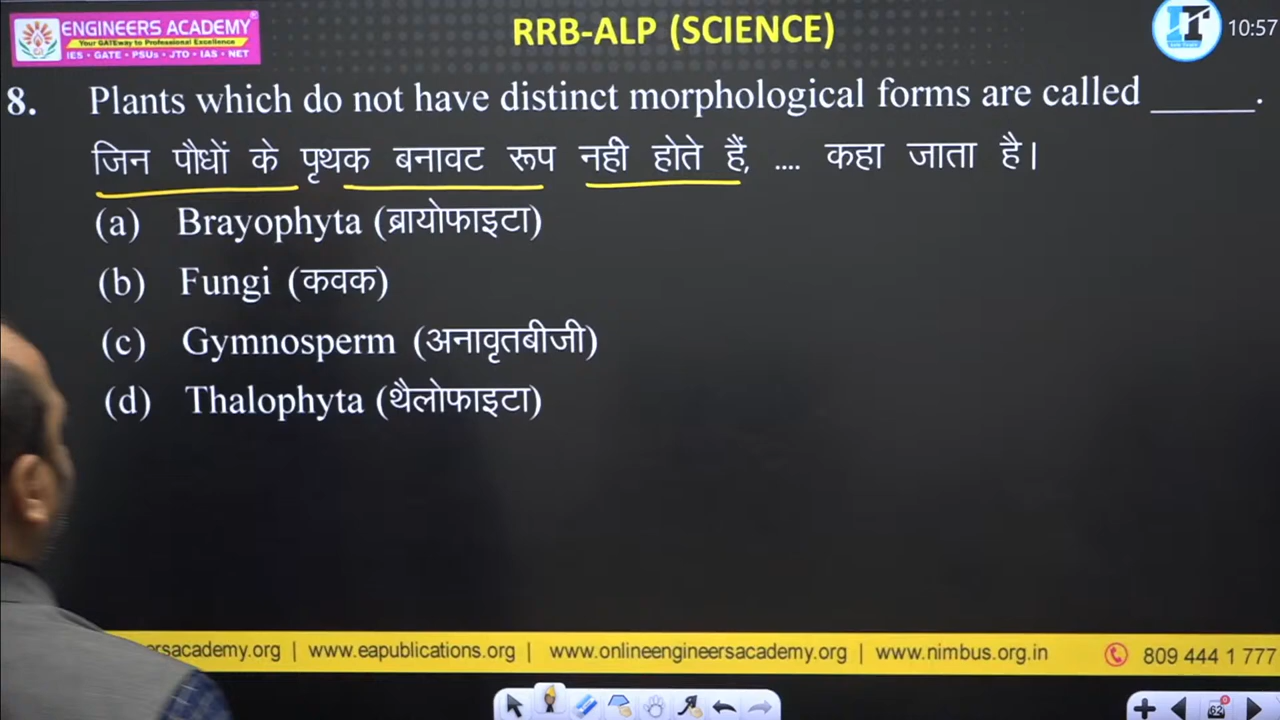 ENGINEERS ACADEMY
Your GATEway to Professional Excellence
IES • GATE • PSUs • JTO • IAS • NET
RRB-ALP (SCIENCE)
10:57
8. Plants which do not have distinct morphological forms are called ______.
जिन पौधों के पृथक बनावट रूप नही होते हैं, .... कहा जाता है।
(a) Brayophyta (ब्रायोफाइटा)
(b) Fungi (कवक)
(c) Gymnosperm (अनावृतबीजी)
(d) Thalophyta (थैलोफाइटा)
ersacademy.org | www.eapublications.org | www.onlineengineersacademy.org | www.nimbus.org.in 809 444 1 777
62